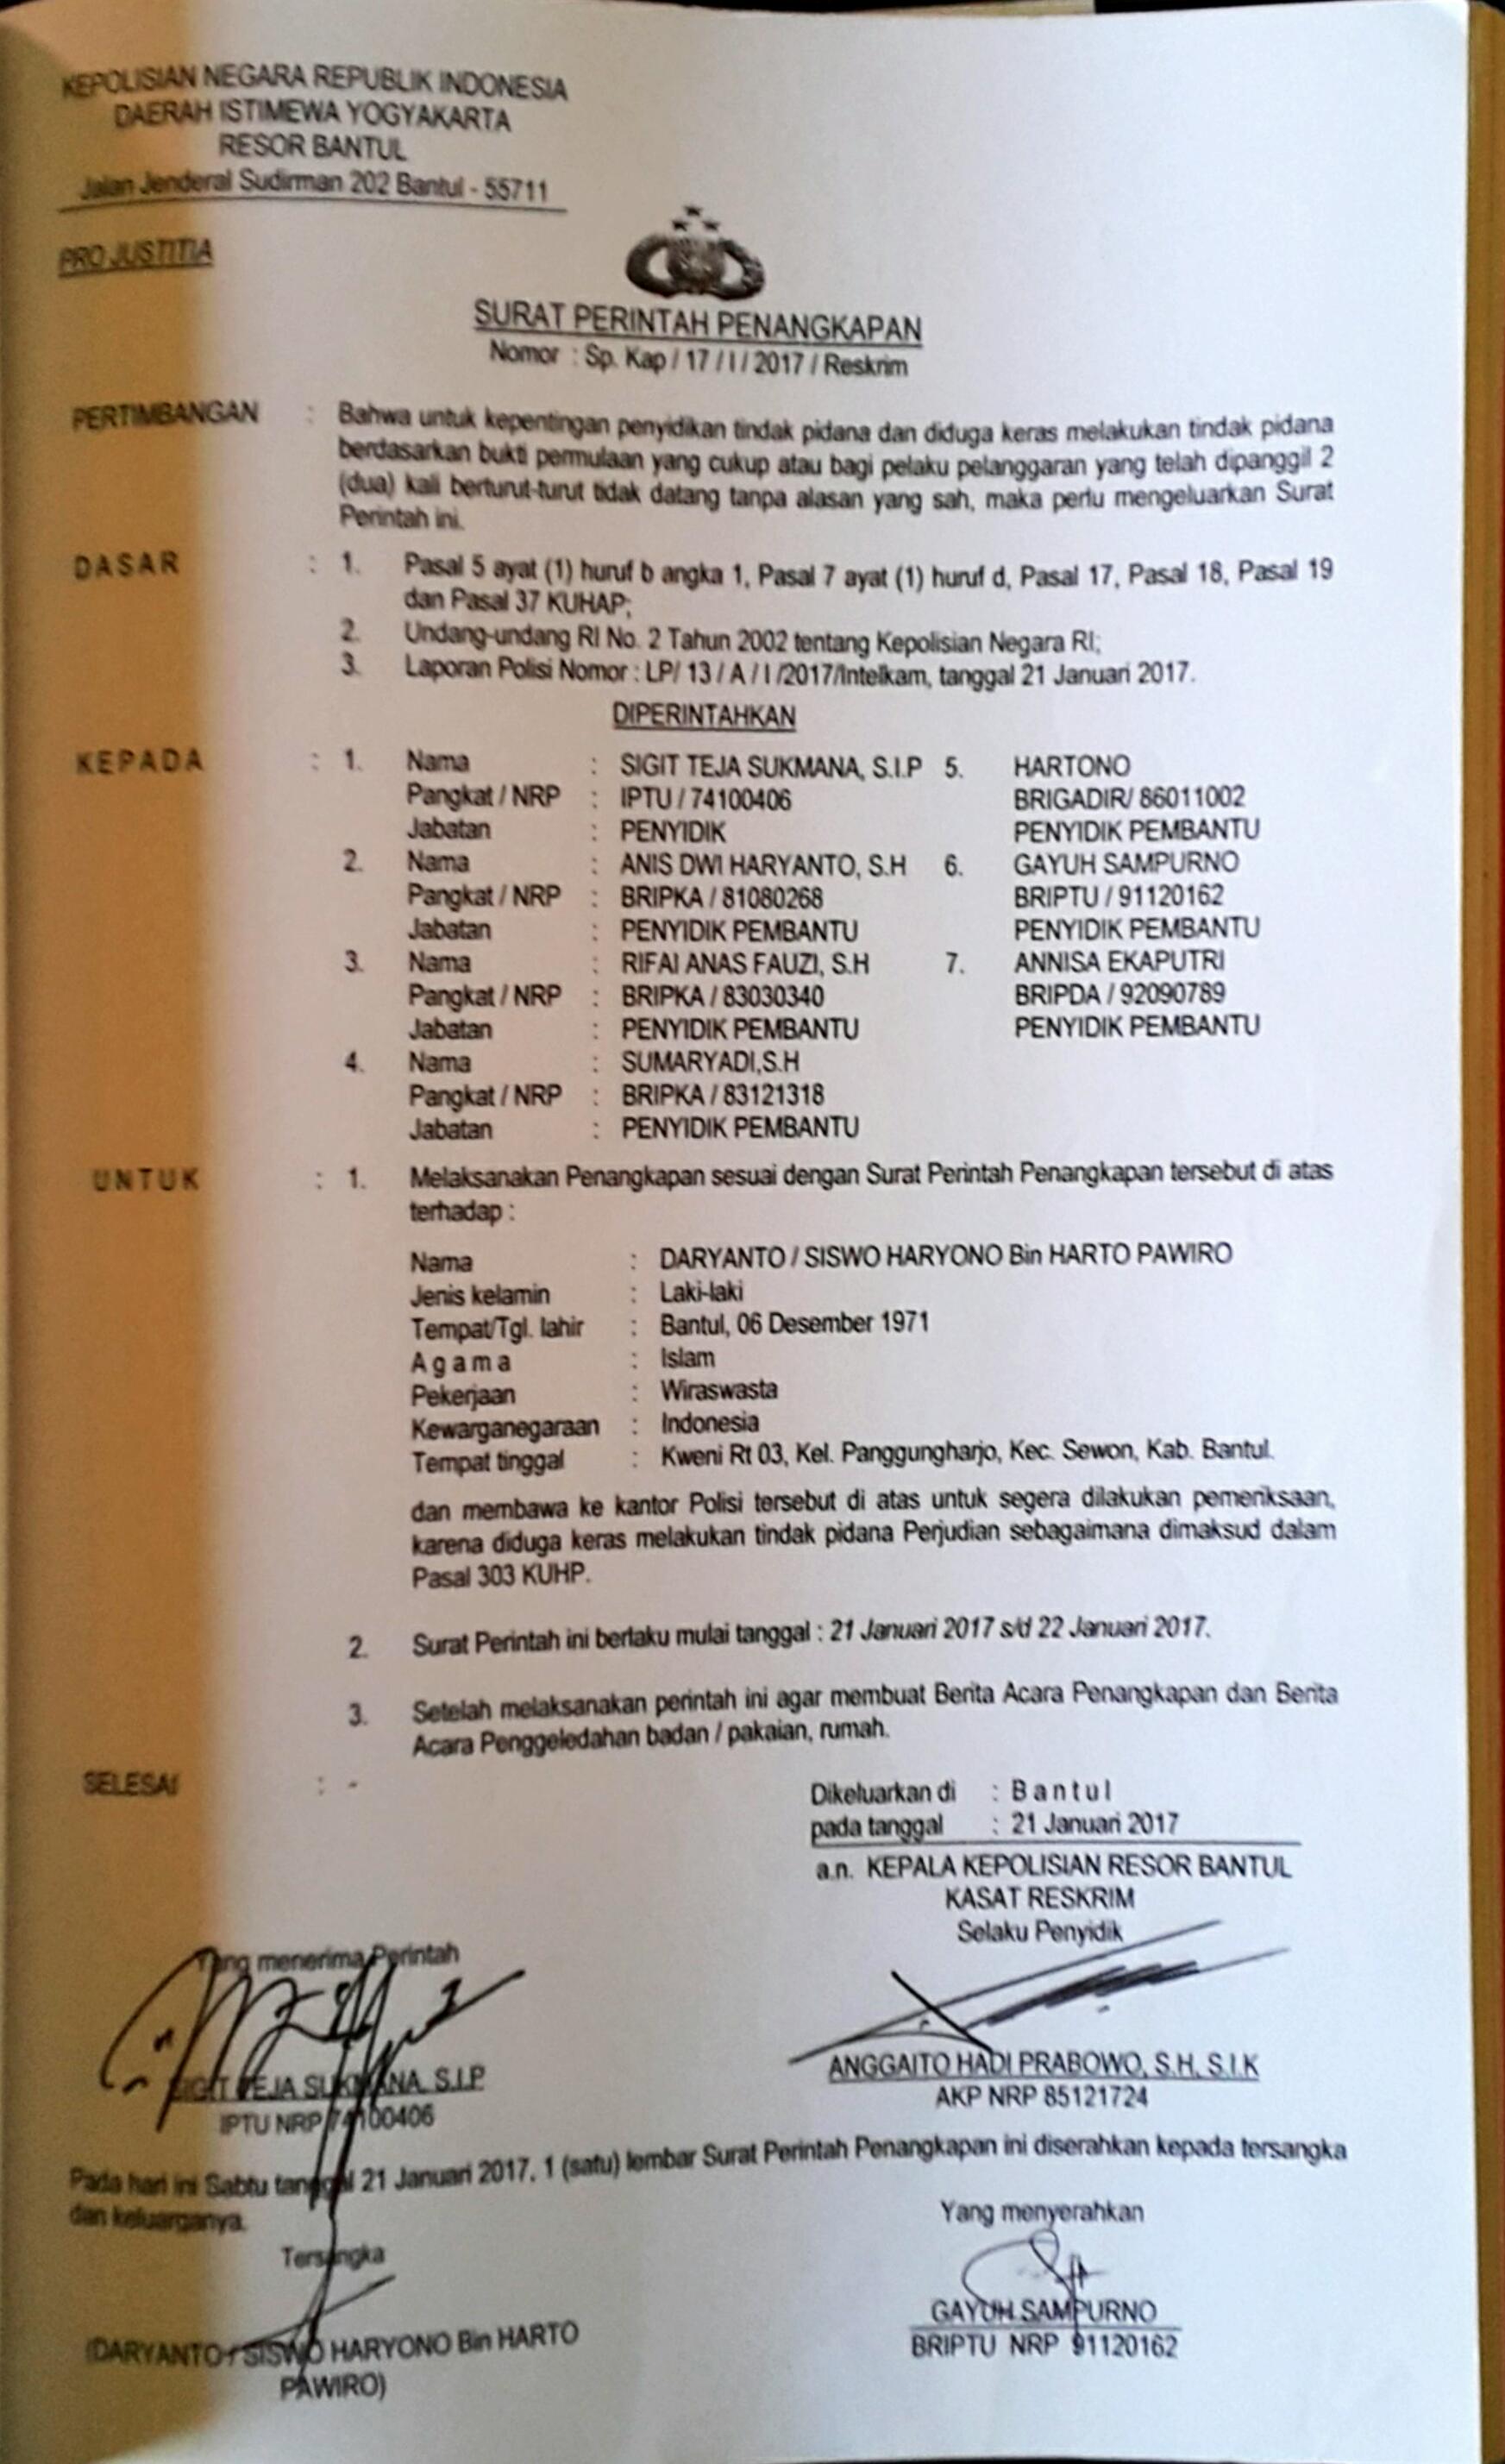 KEPOLISIAN NEGARA REPUBLIK INDONESIA
DAERAH ISTIMEWA YOGYAKARTA
RESOR BANTUL
Jalan Jenderal Sudirman 202 Bantul - 55711
PRO JUSTITIA
SURAT PERINTAH PENANGKAPAN
Nomor : Sp. Kap / 17 / I / 2017 / Reskrim
PERTIMBANGAN : Bahwa untuk kepentingan penyidikan tindak pidana dan diduga keras melakukan tindak pidana
berdasarkan bukti permulaan yang cukup atau bagi pelaku pelanggaran yang telah dipanggil 2
(dua) kali berturut-turut tidak datang tanpa alasan yang sah, maka perlu mengeluarkan Surat
Perintah ini.
DASAR : 1. Pasal 5 ayat (1) huruf b angka 1, Pasal 7 ayat (1) huruf d, Pasal 17, Pasal 18, Pasal 19
dan Pasal 37 KUHAP;
2. Undang-undang RI No. 2 Tahun 2002 tentang Kepolisian Negara RI;
3. Laporan Polisi Nomor : LP/ 13 / A / I /2017/Intelkam, tanggal 21 Januari 2017.
DIPERINTAHKAN
KEPADA : 1. Nama : SIGIT TEJA SUKMANA, S.I.P 5. HARTONO
Pangkat / NRP : IPTU / 74100406 BRIGADIR/ 86011002
Jabatan : PENYIDIK PENYIDIK PEMBANTU
2. Nama : ANIS DWI HARYANTO, S.H 6. GAYUH SAMPURNO
Pangkat / NRP : BRIPKA / 81080268 BRIPTU / 91120162
Jabatan : PENYIDIK PEMBANTU PENYIDIK PEMBANTU
3. Nama : RIFAI ANAS FAUZI, S.H 7. ANNISA EKAPUTRI
Pangkat / NRP : BRIPKA / 83030340 BRIPDA / 92090789
Jabatan : PENYIDIK PEMBANTU PENYIDIK PEMBANTU
4. Nama : SUMARYADI,S.H
Pangkat / NRP : BRIPKA / 83121318
Jabatan : PENYIDIK PEMBANTU
UNTUK : 1. Melaksanakan Penangkapan sesuai dengan Surat Perintah Penangkapan tersebut di atas
terhadap :
Nama : DARYANTO / SISWO HARYONO Bin HARTO PAWIRO
Jenis kelamin : Laki-laki
Tempat/Tgl. lahir : Bantul, 06 Desember 1971
A g a m a : Islam
Pekerjaan : Wiraswasta
Kewarganegaraan : Indonesia
Tempat tinggal : Kweni Rt 03, Kel. Panggungharjo, Kec. Sewon, Kab. Bantul.
dan membawa ke kantor Polisi tersebut di atas untuk segera dilakukan pemeriksaan,
karena diduga keras melakukan tindak pidana Perjudian sebagaimana dimaksud dalam
Pasal 303 KUHP.
2. Surat Perintah ini berlaku mulai tanggal : 21 Januari 2017 s/d 22 Januari 2017.
3. Setelah melaksanakan perintah ini agar membuat Berita Acara Penangkapan dan Berita
Acara Penggeledahan badan / pakaian, rumah.
SELESAI : -
Dikeluarkan di : B a n t u l
pada tanggal : 21 Januari 2017
a.n. KEPALA KEPOLISIAN RESOR BANTUL
KASAT RESKRIM
Selaku Penyidik
Yang menerima Perintah
ANGGAITO HADI PRABOWO, S.H, S.I.K
AKP NRP 85121724
SIGIT TEJA SUKMANA, S.I.P
IPTU NRP 74100406
Pada hari ini Sabtu tanggal 21 Januari 2017, 1 (satu) lembar Surat Perintah Penangkapan ini diserahkan kepada tersangka
dan keluarganya.
Yang menyerahkan
Tersangka
GAYUH SAMPURNO
BRIPTU NRP 91120162
(DARYANTO / SISWO HARYONO Bin HARTO
PAWIRO)